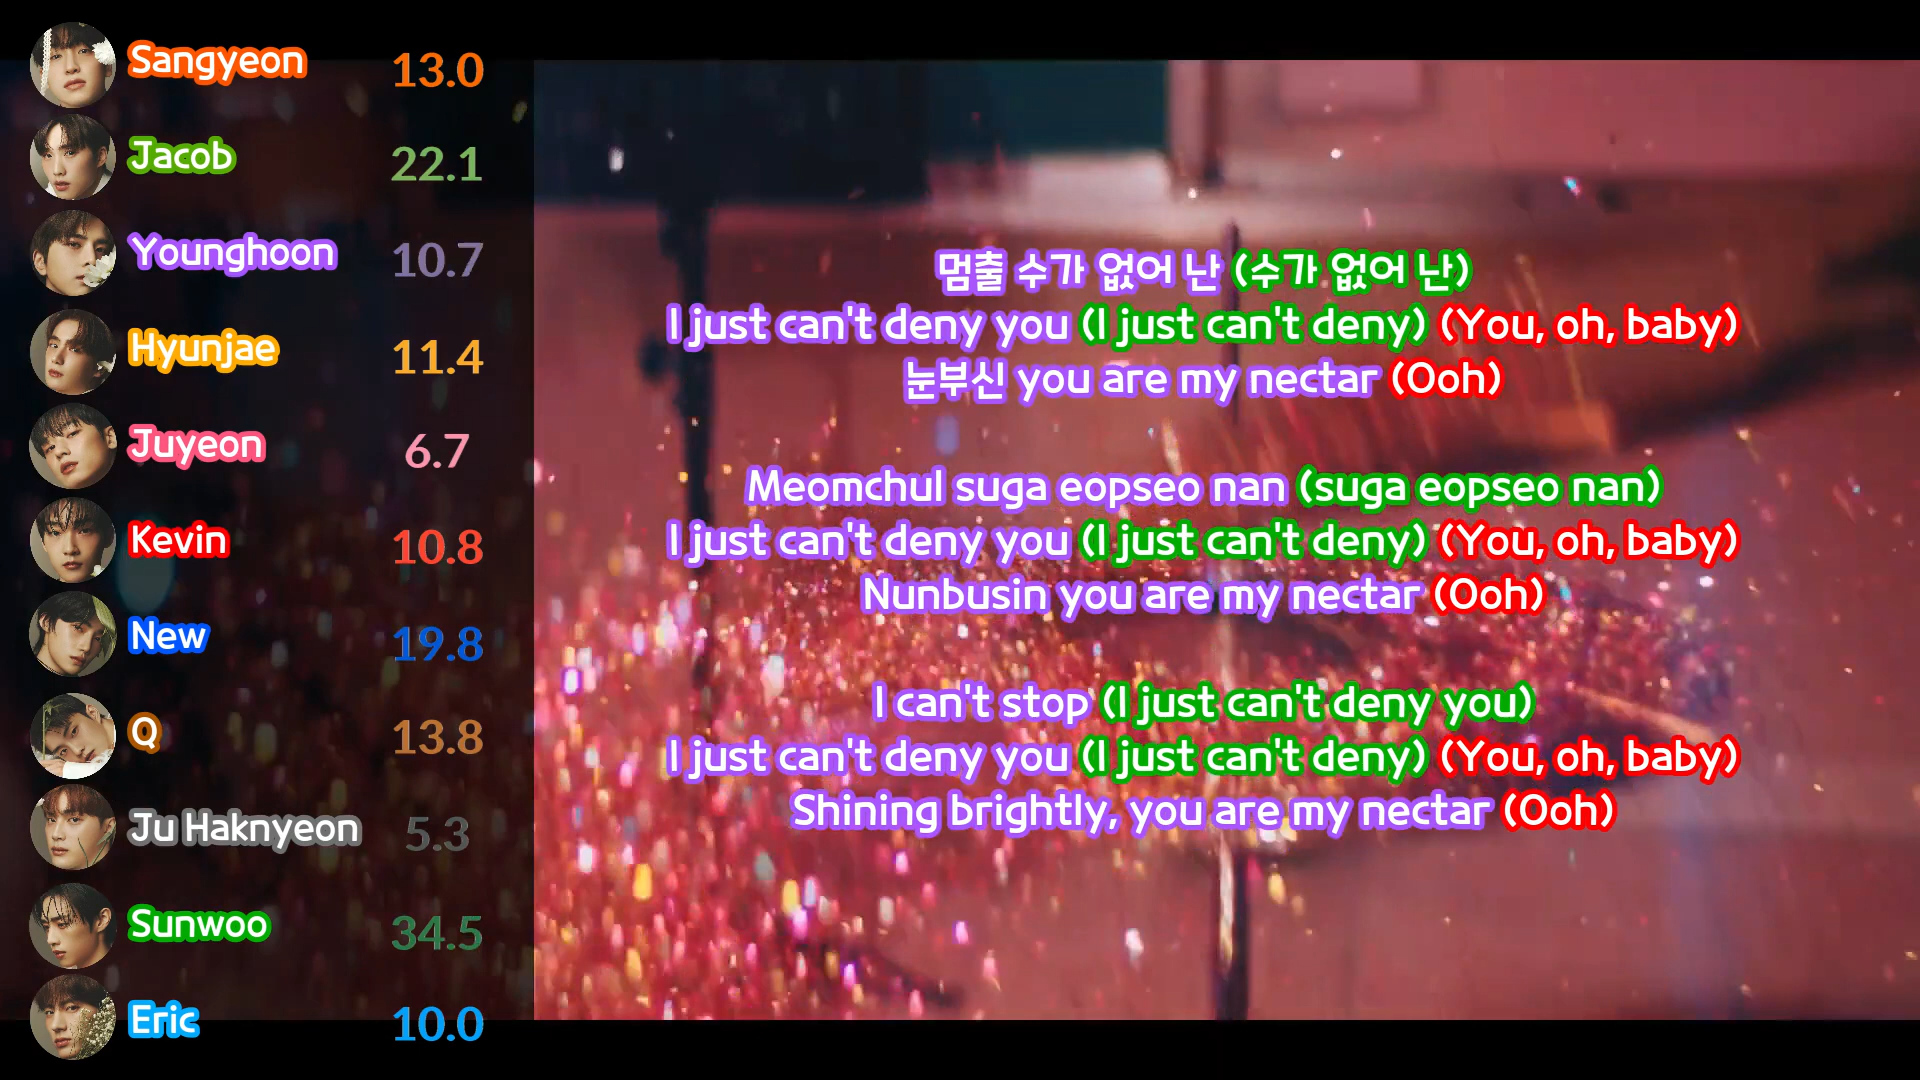 Sangyeon 13.0
Jacob 22.1
Younghoon 10.7
Hyunjae 11.4
Juyeon 6.7
Kevin 10.8
New 19.8
Q 13.8
Ju Haknyeon 5.3
Sunwoo 34.5
Eric 10.0
멈출 수가 없어 난 (수가 없어 난)
I just can't deny you (I just can't deny) (You, oh, baby)
눈부신 you are my nectar (Ooh)
Meomchul suga eopseo nan (suga eopseo nan)
I just can't deny you (I just can't deny) (You, oh, baby)
Nunbusin you are my nectar (Ooh)
I can't stop (I just can't deny you)
I just can't deny you (I just can't deny) (You, oh, baby)
Shining brightly, you are my nectar (Ooh)